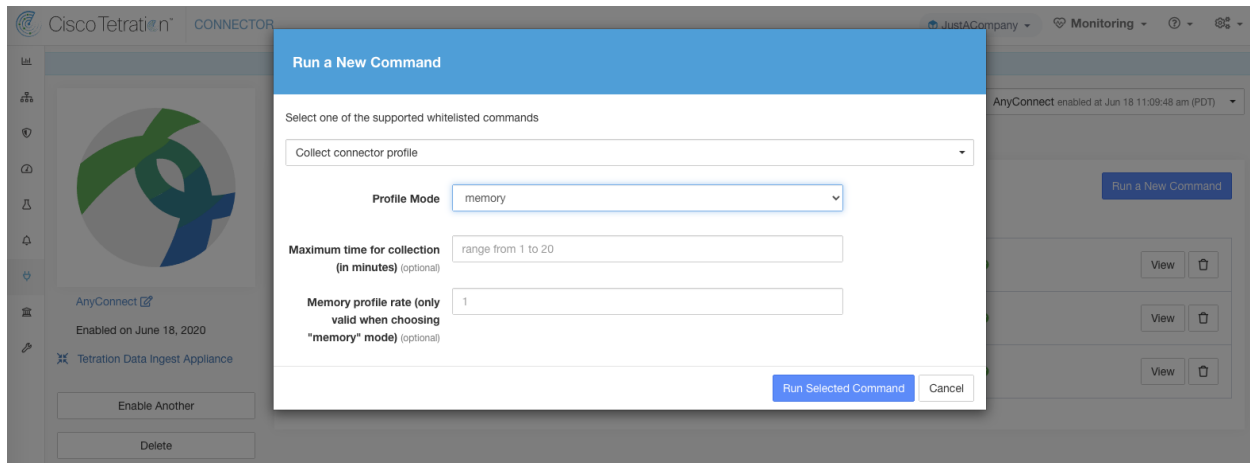 Cisco Tetration™ CONNECTOR
JustACompany
Monitoring
Run a New Command
Select one of the supported whitelisted commands
AnyConnect enabled at Jun 18 11:09:48 am (PDT)
Collect connector profile
Run a New Command
Profile Mode
memory
Maximum time for collection
(in minutes) (optional)
range from 1 to 20
Memory profile rate (only
valid when choosing
"memory" mode) (optional)
1
View
View
View
AnyConnect
Enabled on June 18, 2020
Tetration Data Ingest Appliance
Enable Another
Delete
Run Selected Command
Cancel